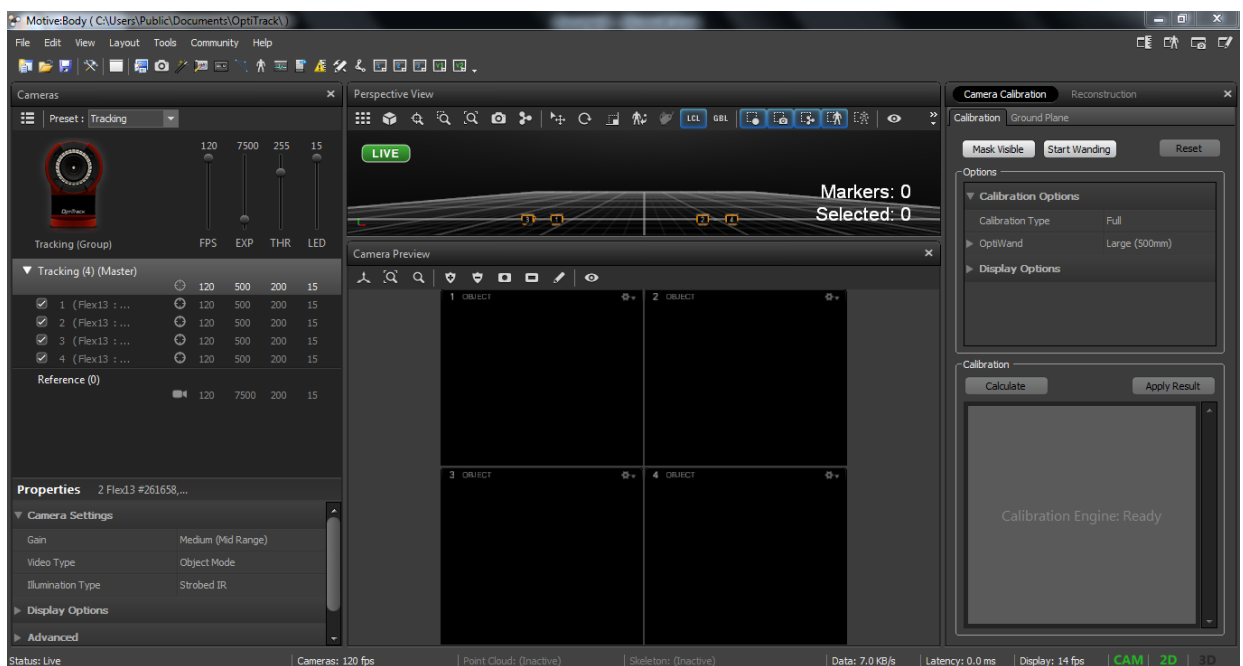 Motive:Body ( C:\Users\Public\Documents\OptiTrack\ )
File Edit View Layout Tools Community Help
Cameras
Preset : Tracking
120 7500 255 15
OptiTrack
Tracking (Group) FPS EXP THR LED
Tracking (4) (Master)
120 500 200 15
1 (Flex13 : ... 120 500 200 15
2 (Flex13 : ... 120 500 200 15
3 (Flex13 : ... 120 500 200 15
4 (Flex13 : ... 120 500 200 15
Reference (0)
120 7500 200 15
Properties 2 Flex13 #261658,...
Camera Settings
Gain Medium (Mid Range)
Video Type Object Mode
Illumination Type Strobed IR
Display Options
Advanced
Perspective View
LCL GBL
LIVE
Markers: 0
Selected: 0
3 1 2 4
Camera Preview
1 OBJECT 2 OBJECT
3 OBJECT 4 OBJECT
Camera Calibration Reconstruction
Calibration Ground Plane
Mask Visible Start Wanding Reset
Options
Calibration Options
Calibration Type Full
OptiWand Large (500mm)
Display Options
Calibration
Calculate Apply Result
Calibration Engine: Ready
Status: Live Cameras: 120 fps Point Cloud: (Inactive) Skeleton: (Inactive) Data: 7.0 KB/s Latency: 0.0 ms Display: 14 fps CAM 2D 3D